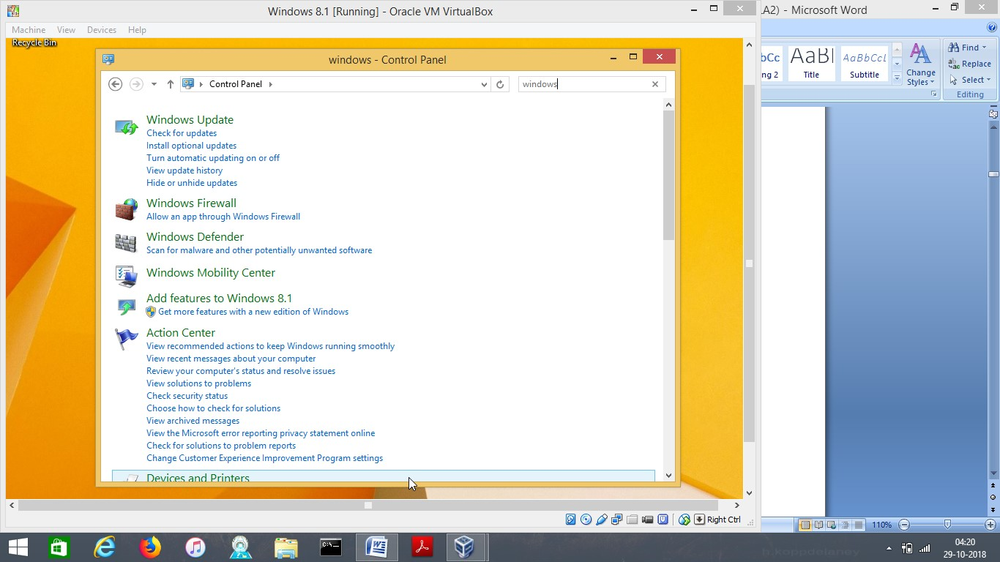 Windows 8.1 [Running] - Oracle VM VirtualBox
LA2) - Microsoft Word
Machine View Devices Help
Recycle Bin
windows - Control Panel
Control Panel
windows
Windows Update
Check for updates
Install optional updates
Turn automatic updating on or off
View update history
Hide or unhide updates
Windows Firewall
Allow an app through Windows Firewall
Windows Defender
Scan for malware and other potentially unwanted software
Windows Mobility Center
Add features to Windows 8.1
Get more features with a new edition of Windows
Action Center
View recommended actions to keep Windows running smoothly
View recent messages about your computer
Review your computer's status and resolve issues
View solutions to problems
Check security status
Choose how to check for solutions
View archived messages
View the Microsoft error reporting privacy statement online
Check for solutions to problem reports
Change Customer Experience Improvement Program settings
Devices and Printers
Right Ctrl
bCc AaB AaBbCcL
ng 2 Title Subtitle
Change
Styles
Find
Replace
Select
Editing
110%
C:\
b.koppdelaney
04:20
29-10-2018